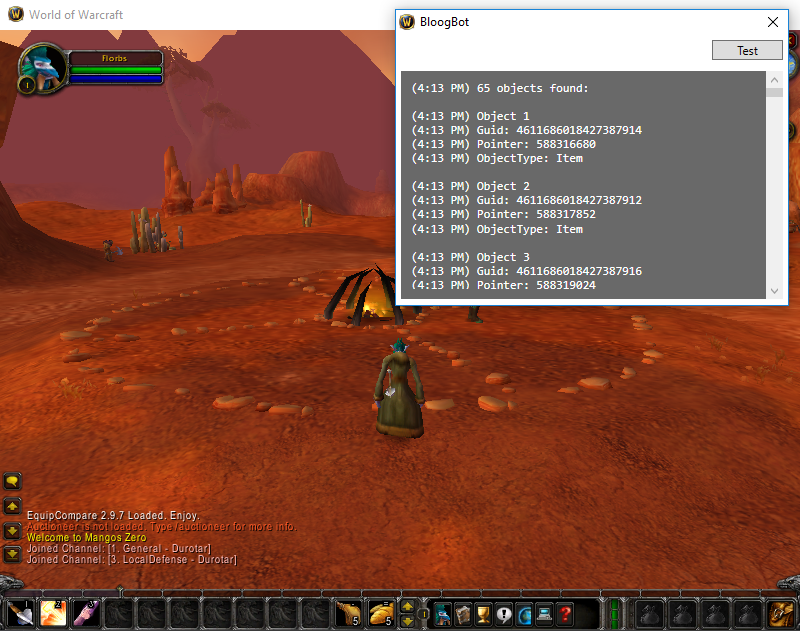 World of Warcraft
BloogBot
Test
Florbs
1
(4:13 PM) 65 objects found:
(4:13 PM) Object 1
(4:13 PM) Guid: 4611686018427387914
(4:13 PM) Pointer: 588316680
(4:13 PM) ObjectType: Item
(4:13 PM) Object 2
(4:13 PM) Guid: 4611686018427387912
(4:13 PM) Pointer: 588317852
(4:13 PM) ObjectType: Item
(4:13 PM) Object 3
(4:13 PM) Guid: 4611686018427387916
(4:13 PM) Pointer: 588319024
EquipCompare 2.9.7 Loaded. Enjoy.
Auctioneer is not loaded. Type /auctioneer for more info.
Welcome to Mangos Zero
Joined Channel: [1. General - Durotar]
Joined Channel: [3. LocalDefense - Durotar]
2
3
-
=
5
5
1